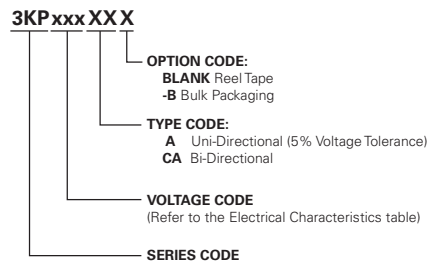 3KPxxxXXX
OPTION CODE:
BLANK Reel Tape
-B Bulk Packaging
TYPE CODE:
A Uni-Directional (5% Voltage Tolerance)
CA Bi-Directional
VOLTAGE CODE
(Refer to the Electrical Characteristics table)
SERIES CODE